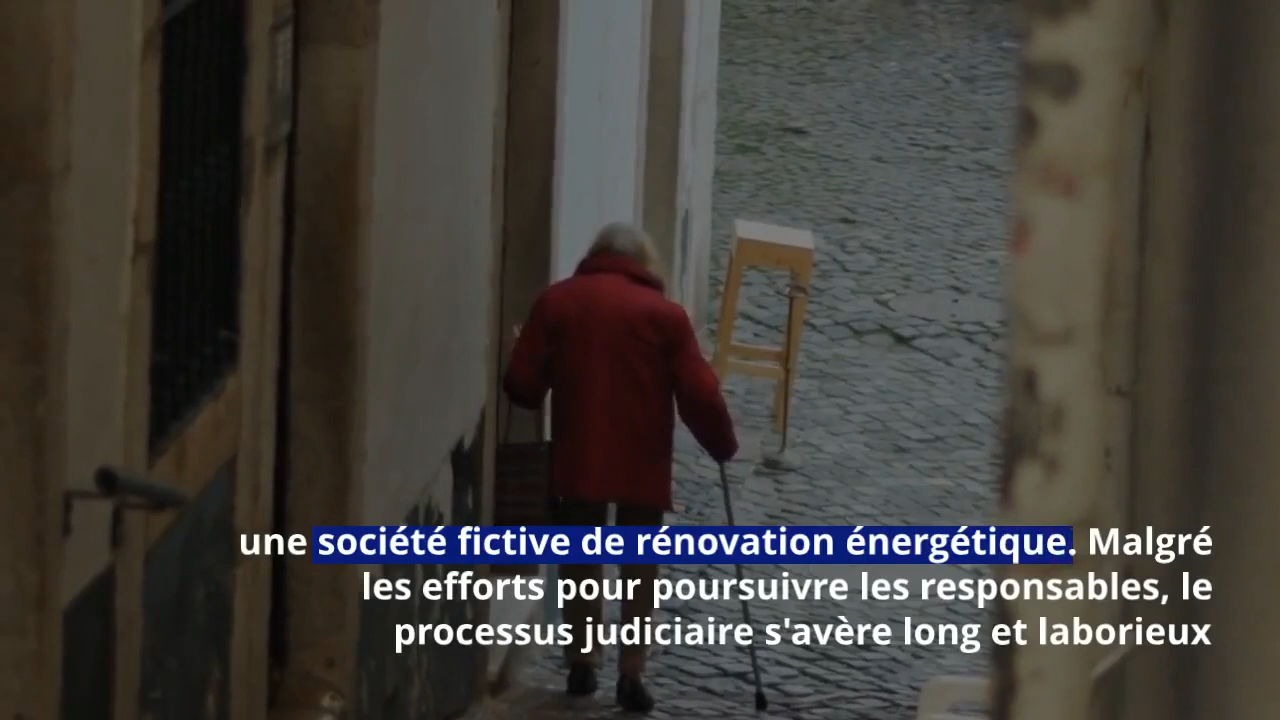 une société fictive de rénovation énergétique. Malgré
les efforts pour poursuivre les responsables, le
processus judiciaire s'avère long et laborieux